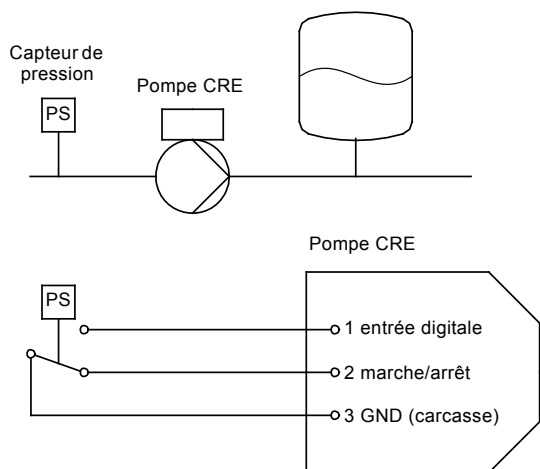 Capteur de
pression
Pompe CRE
PS
Pompe CRE
PS
1 entrée digitale
2 marche/arrêt
3 GND (carcasse)